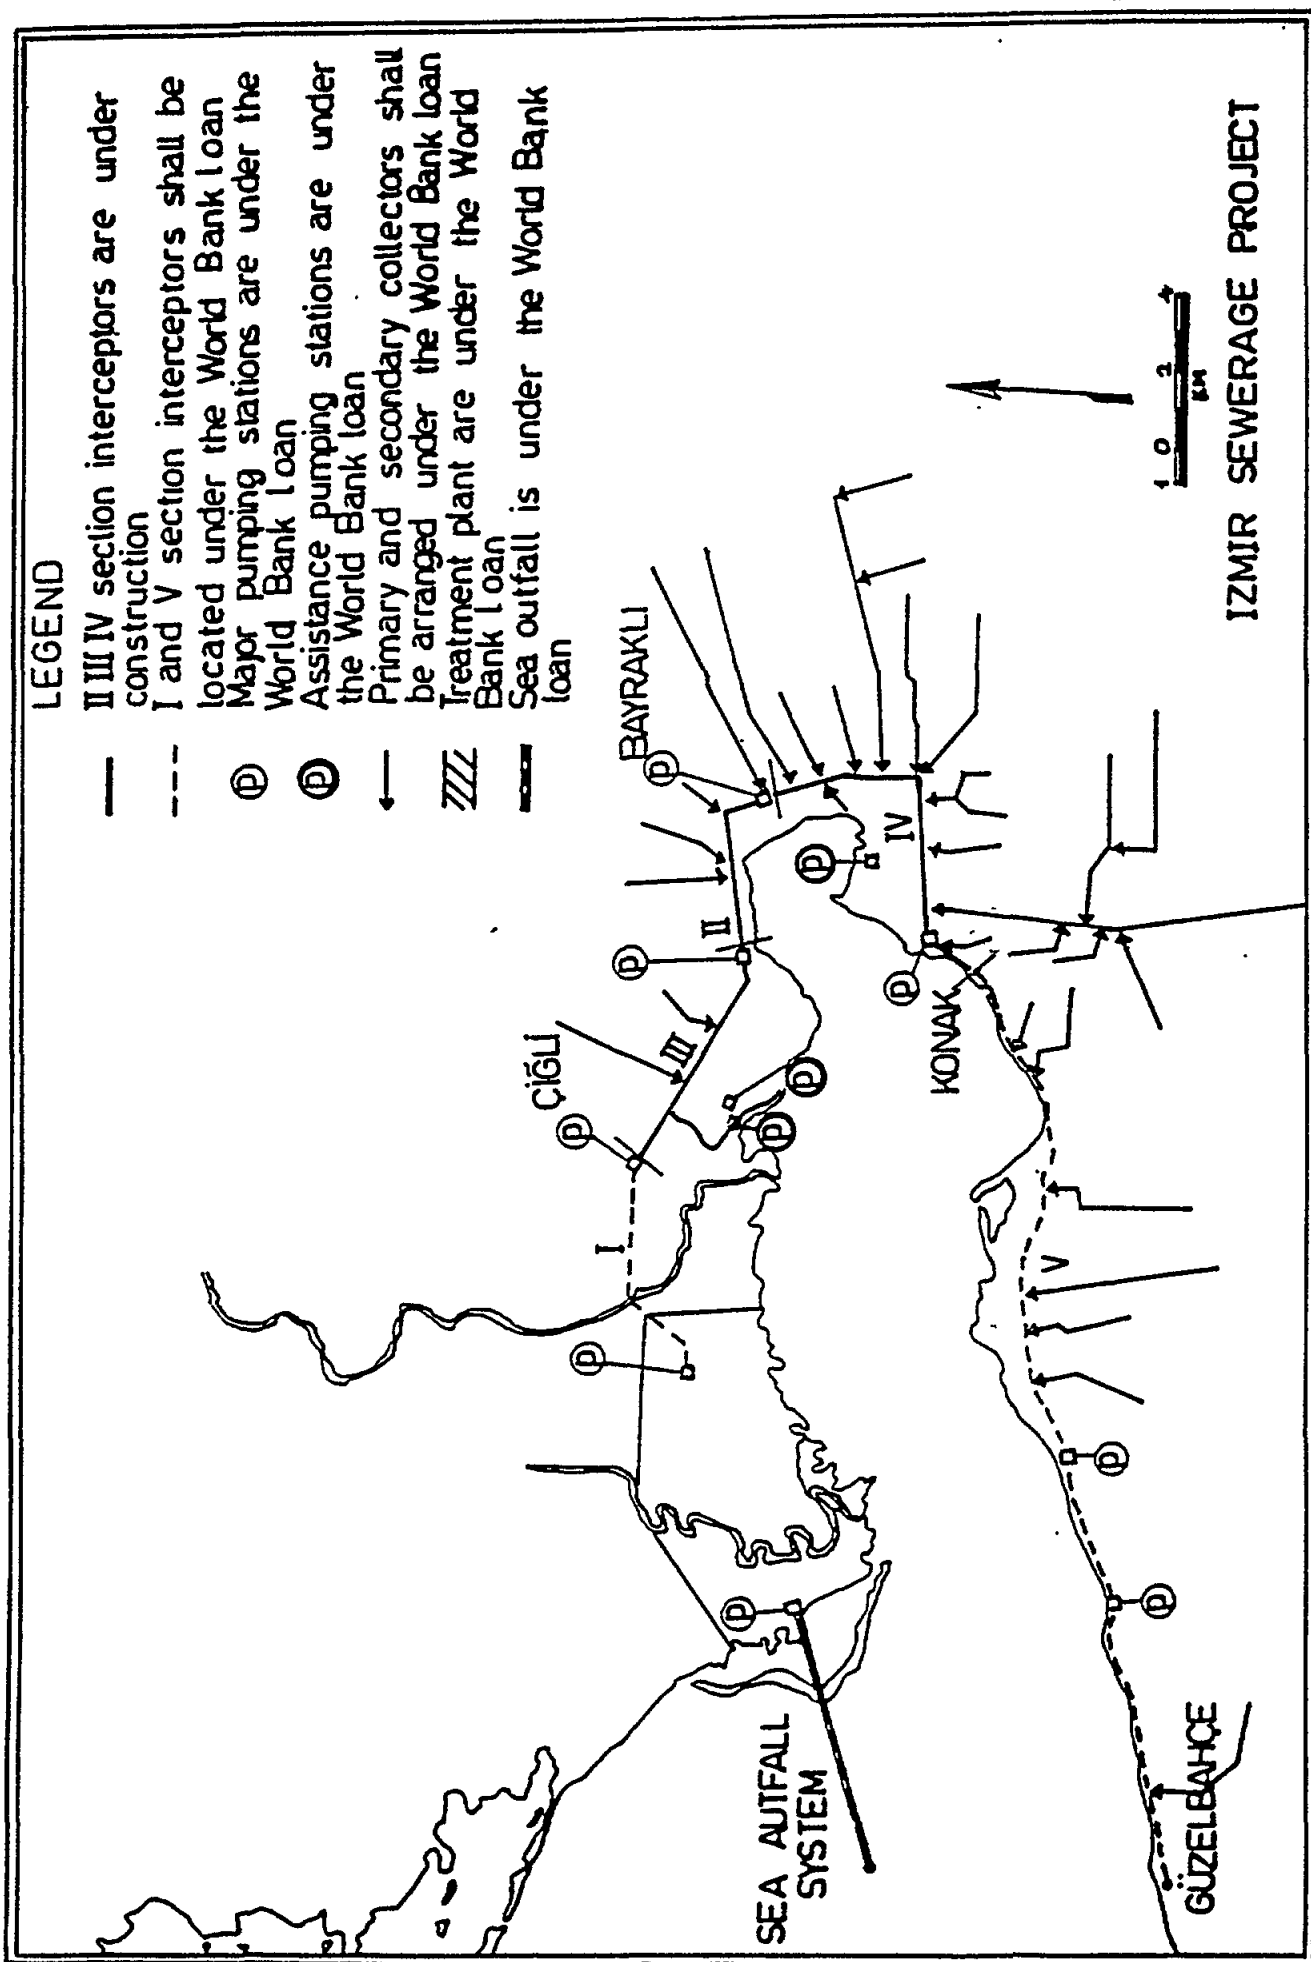 LEGEND
II III IV section interceptors are under
construction
I and V section interceptors shall be
located under the World Bank loan
Major pumping stations are under the
World Bank loan
Assistance pumping stations are under
the World Bank loan
Primary and secondary collectors shall
be arranged under the World Bank loan
Treatment plant are under the World
Bank loan
Sea outfall is under the World Bank
loan
P
P
BAYRAKLI
P
P
II
IV
P
P
ÇİĞLİ
III
KONAK
P
P
P
I
V
P
P
P
P
SEA AUTFALL
SYSTEM
GÜZELBAHÇE
1 0 2 4
KM
IZMIR SEWERAGE PROJECT